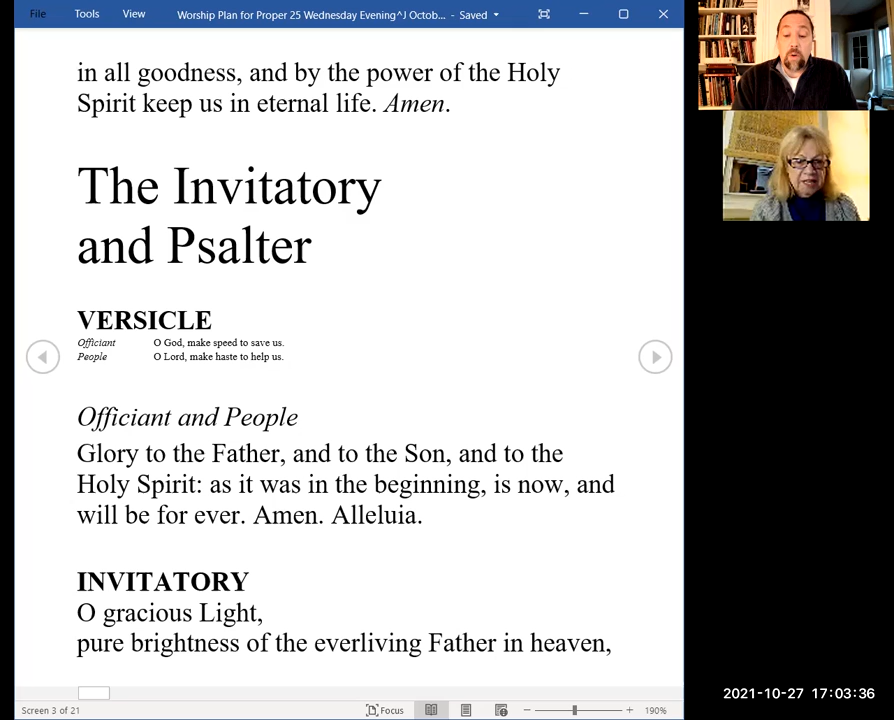 File Tools View Worship Plan for Proper 25 Wednesday Evening^J Octob... - Saved
in all goodness, and by the power of the Holy
Spirit keep us in eternal life. Amen.
The Invitatory
and Psalter
VERSICLE
Officiant O God, make speed to save us.
People O Lord, make haste to help us.
Officiant and People
Glory to the Father, and to the Son, and to the
Holy Spirit: as it was in the beginning, is now, and
will be for ever. Amen. Alleluia.
INVITATORY
O gracious Light,
pure brightness of the everliving Father in heaven,
2021-10-27 17:03:36
Screen 3 of 21 Focus 190%